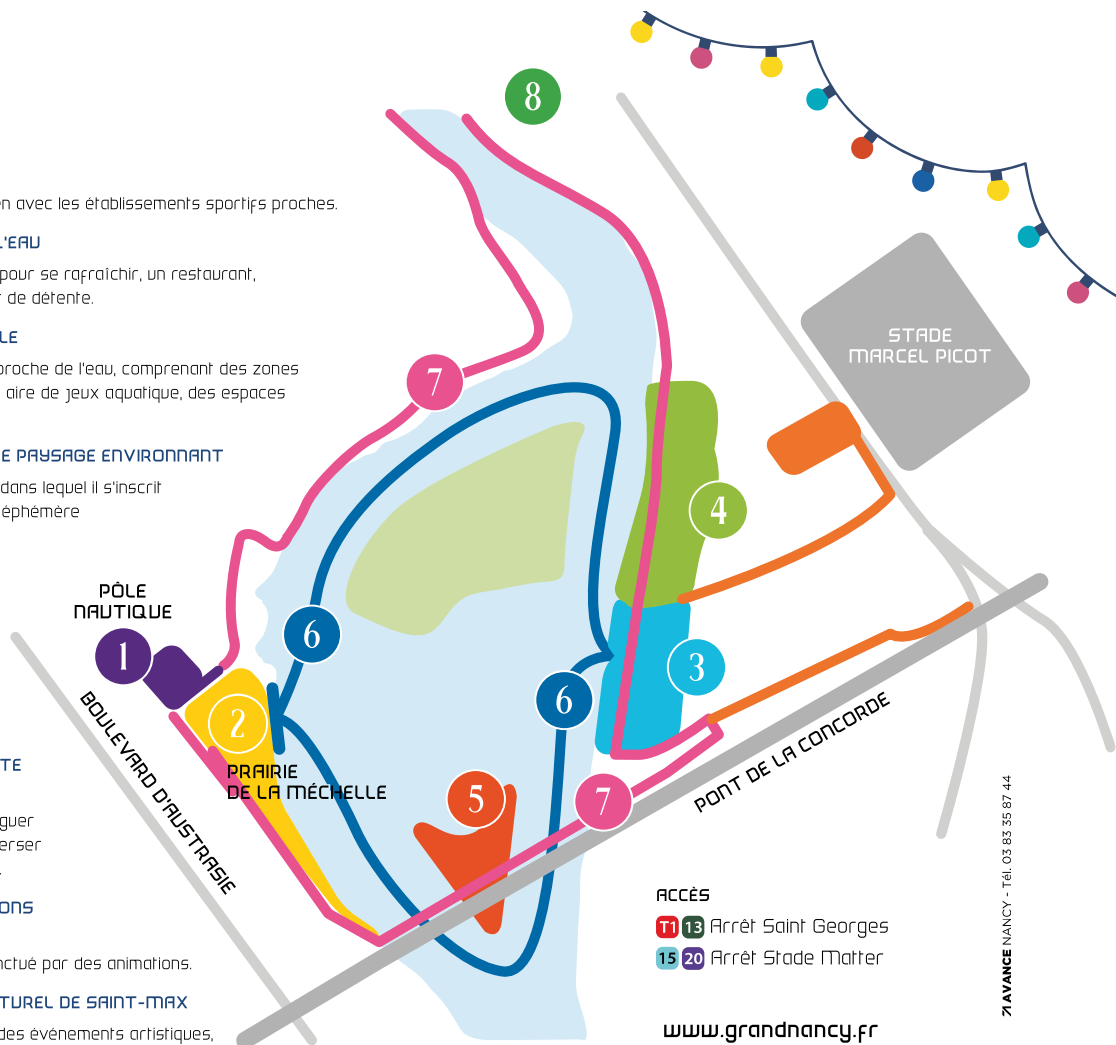 8
en avec les établissements sportifs proches.
L'EAU
pour se rafraîchir, un restaurant,
de détente.
LE
proche de l'eau, comprenant des zones
aire de jeux aquatique, des espaces
E PAYSAGE ENVIRONNANT
dans lequel il s'inscrit
éphémère
STADE
MARCEL PICOT
7
4
PÔLE
NAUTIQUE
1
6
3
6
2
PRAIRIE
DE LA MÉCHELLE
BOULEVARD D'AUSTRASIE
5
7
PONT DE LA CONCORDE
TE
guer
erser
ONS
nctué par des animations.
TUREL DE SAINT-MAX
des événements artistiques,
ACCÈS
T1 13 Arrêt Saint Georges
15 20 Arrêt Stade Matter
www.grandnancy.fr
AVANCE NANCY - Tél. 03 83 35 87 44